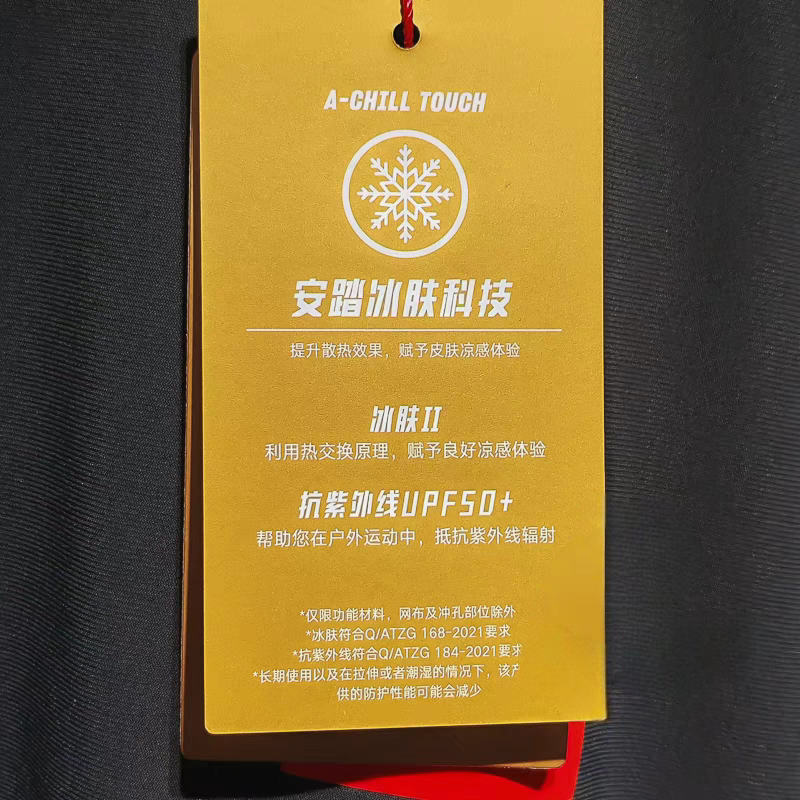 A-CHILL TOUCH
安踏冰肤科技
提升散热效果，赋予皮肤凉感体验
冰肤II
利用热交换原理，赋予良好凉感体验
抗紫外线UPF50+
帮助您在户外运动中，抵抗紫外线辐射
*仅限功能材料，网布及冲孔部位除外
*冰肤符合Q/ATZG 168-2021要求
*抗紫外线符合Q/ATZG 184-2021要求
*长期使用以及在拉伸或者潮湿的情况下，该产
供的防护性能可能会减少